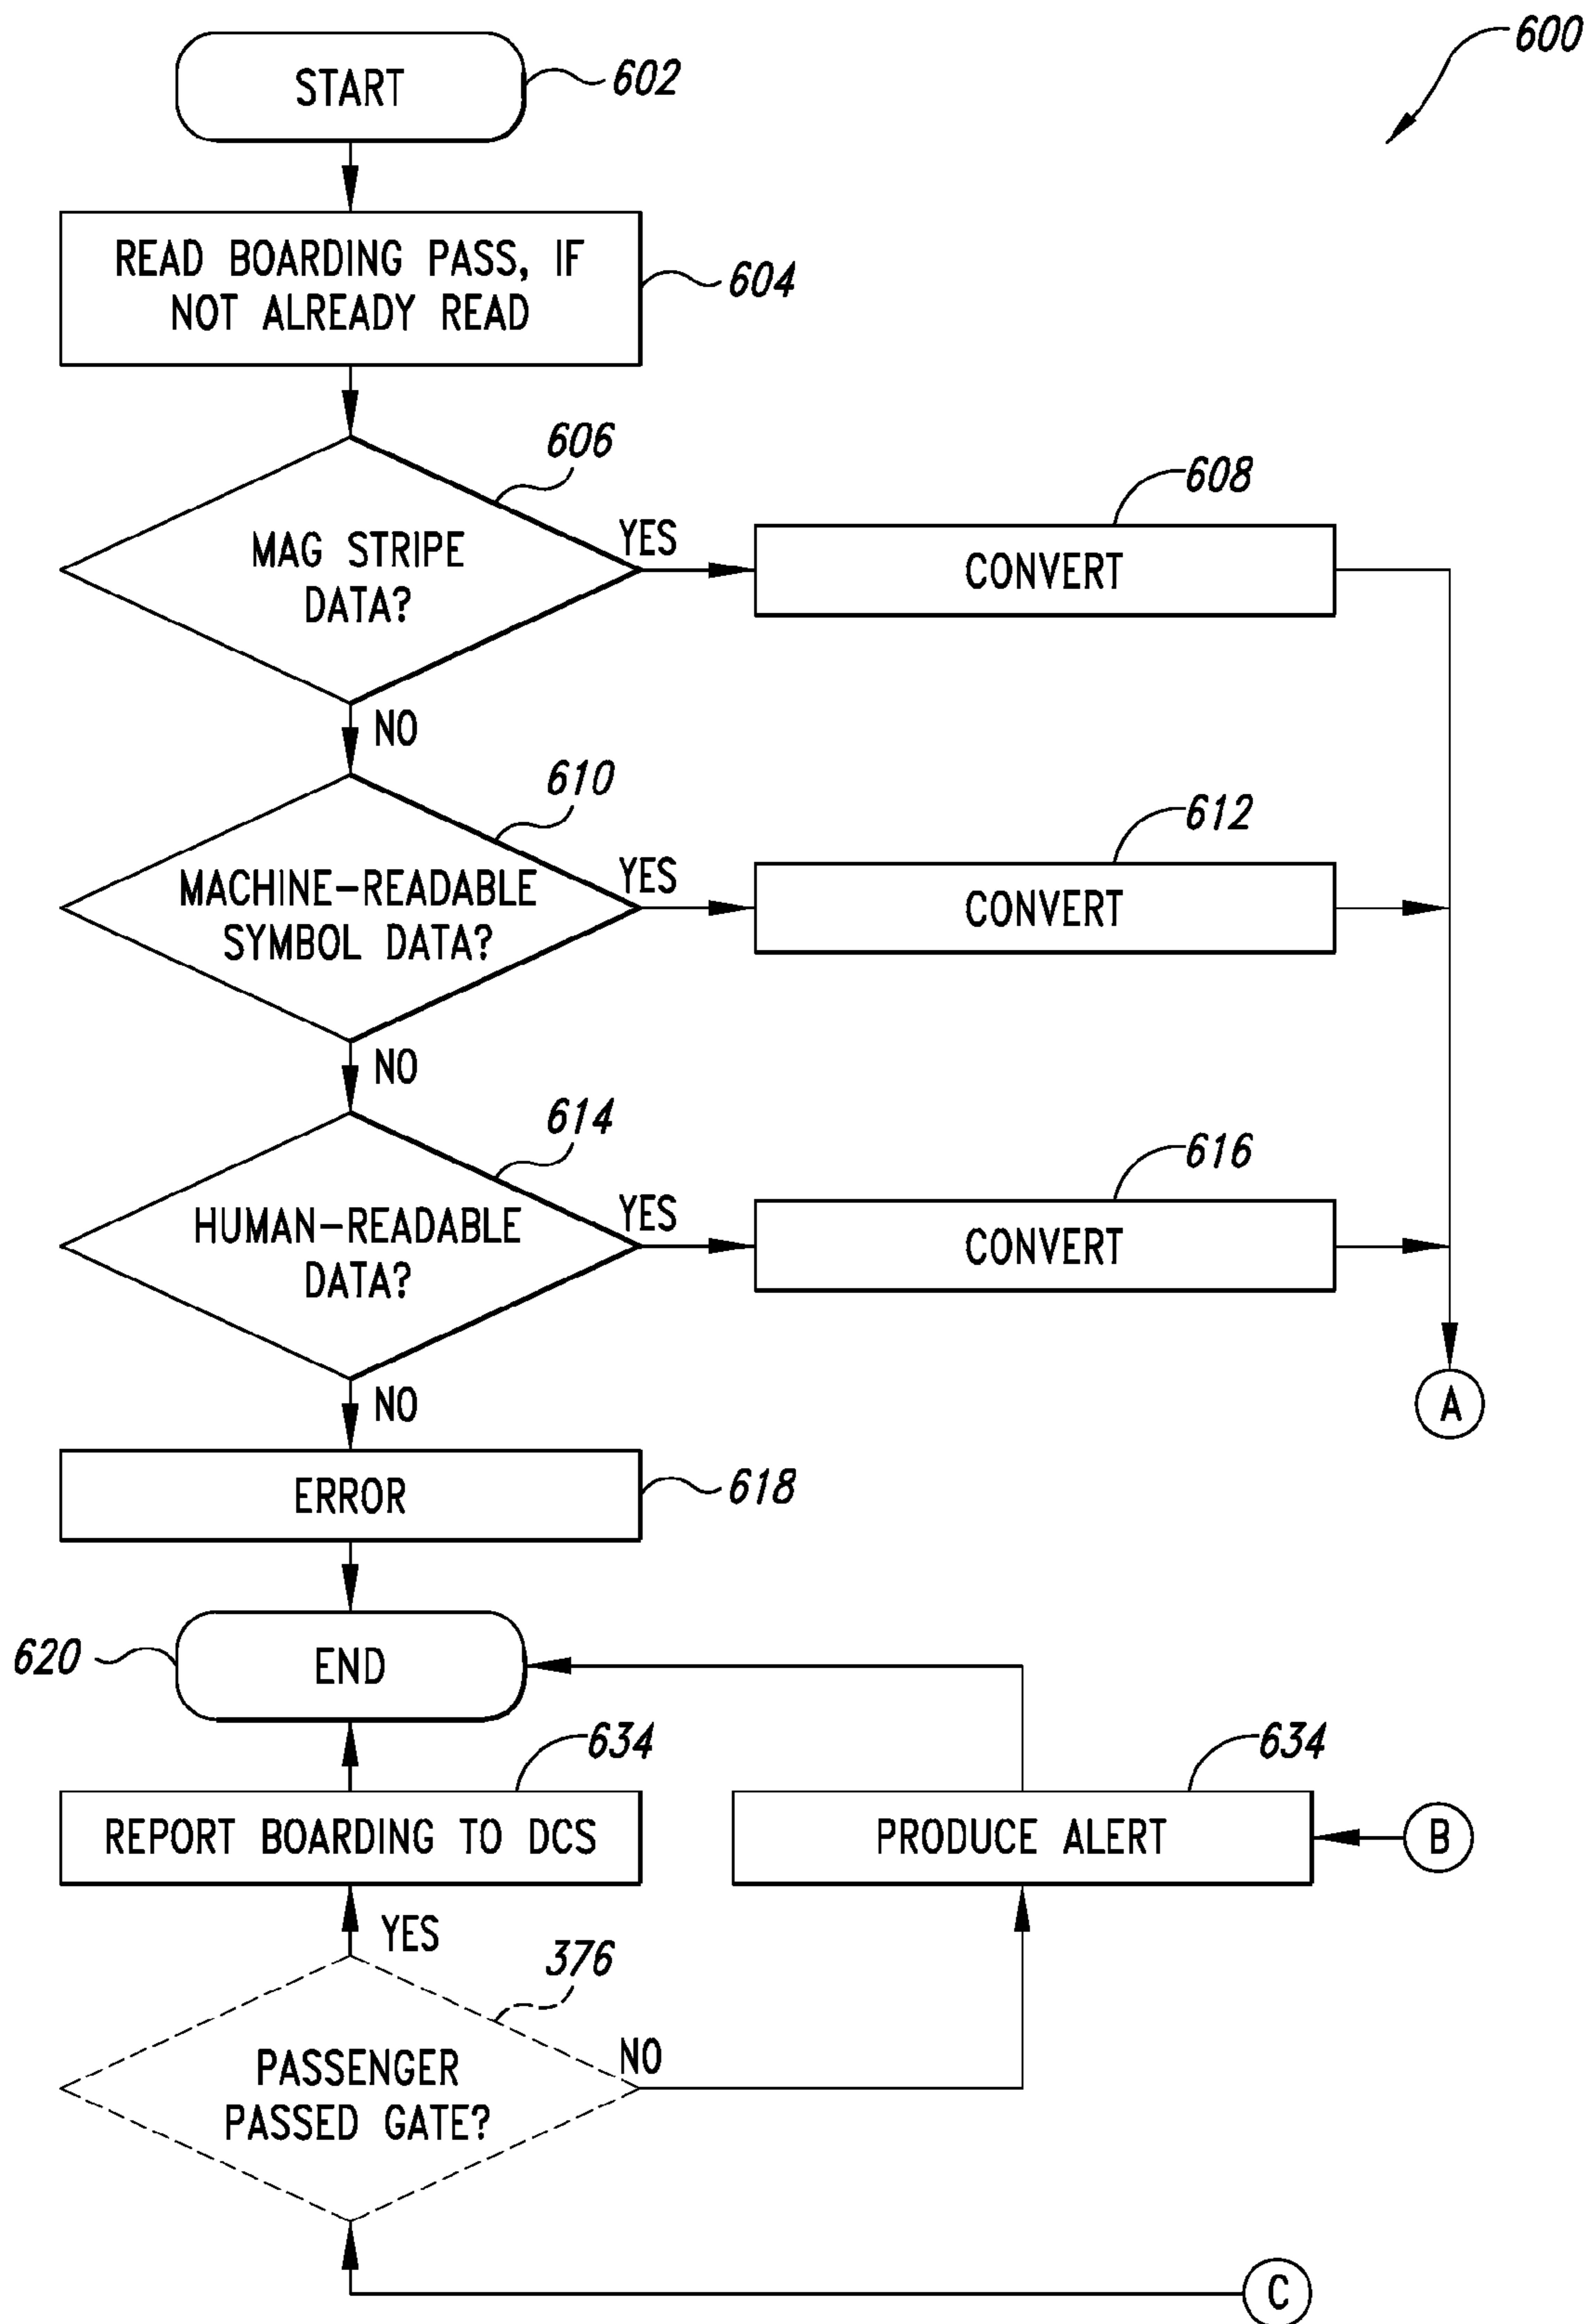 600
START
602
READ BOARDING PASS, IF
NOT ALREADY READ
604
606
MAG STRIPE
DATA?
YES
608
CONVERT
NO
610
MACHINE-READABLE
SYMBOL DATA?
YES
612
CONVERT
NO
614
HUMAN-READABLE
DATA?
YES
616
CONVERT
A
NO
ERROR
618
620
END
634
REPORT BOARDING TO DCS
634
PRODUCE ALERT
B
YES
376
PASSENGER
PASSED GATE?
NO
C